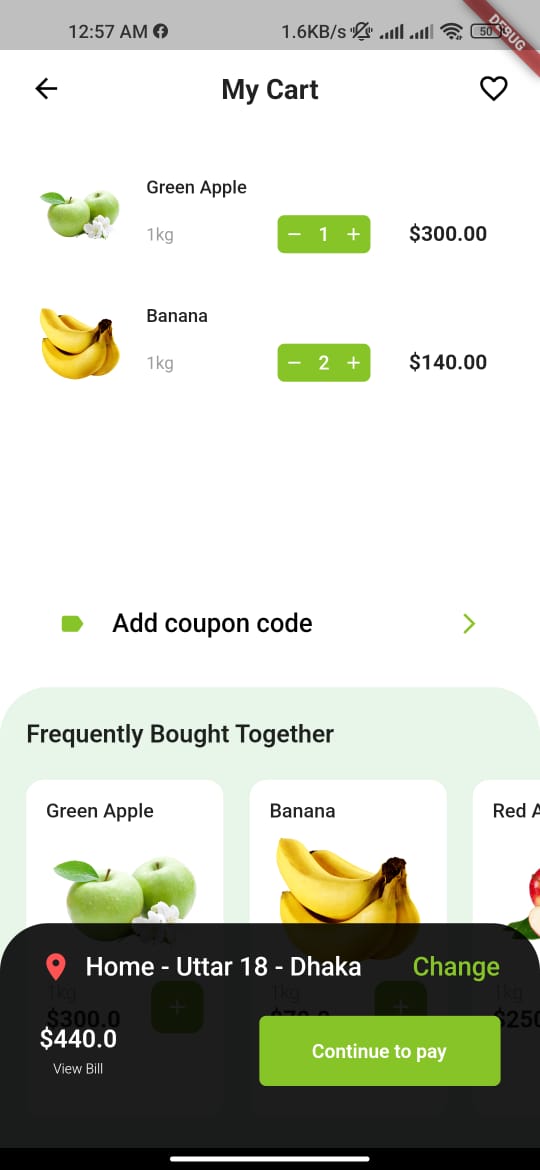 12:57 AM 1.6KB/s 50
DEBUG
My Cart
Green Apple
1kg − 1 + $300.00
Banana
1kg − 2 + $140.00
Add coupon code
Frequently Bought Together
Green Apple Banana Red A
Home - Uttar 18 - Dhaka Change
1kg + 1kg + 1kg
$300.0 $70.0 $250
$440.0 Continue to pay
View Bill